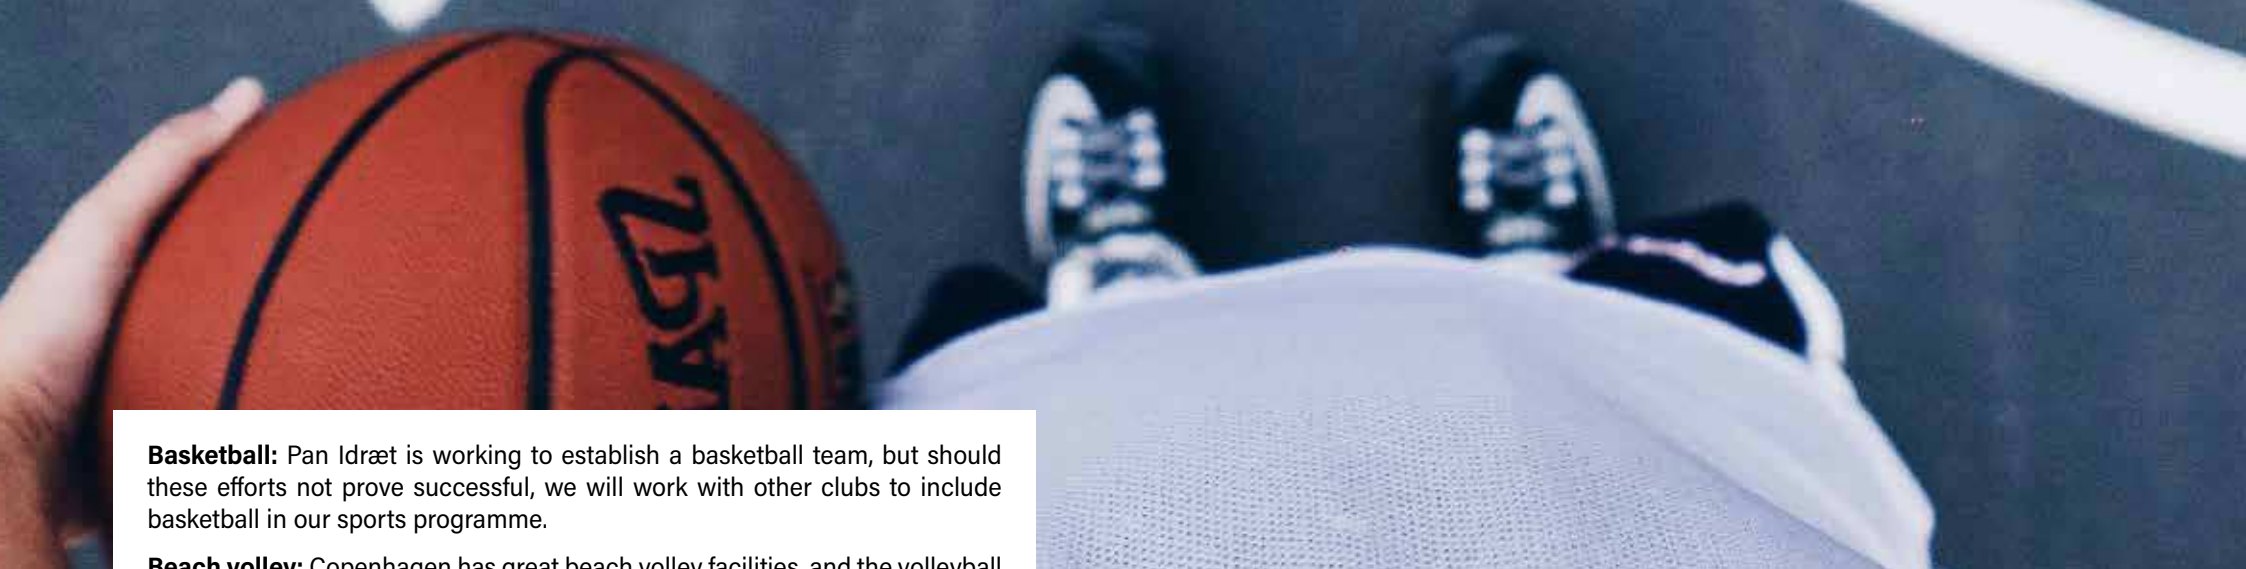 Basketball: Pan Idræt is working to establish a basketball team, but should
these efforts not prove successful, we will work with other clubs to include
basketball in our sports programme.
Beach volley: Copenhagen has great beach volley facilities, and the volleyball